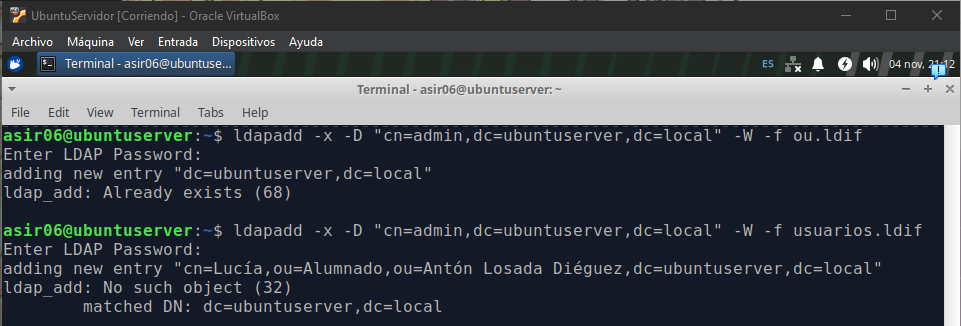 UbuntuServidor [Corriendo] - Oracle VirtualBox
Archivo Máquina Ver Entrada Dispositivos Ayuda
Terminal - asir06@ubuntuse... ES 04 nov, 21:12
Terminal - asir06@ubuntuserver: ~
File Edit View Terminal Tabs Help
asir06@ubuntuserver:~$ ldapadd -x -D "cn=admin,dc=ubuntuserver,dc=local" -W -f ou.ldif
Enter LDAP Password:
adding new entry "dc=ubuntuserver,dc=local"
ldap_add: Already exists (68)
asir06@ubuntuserver:~$ ldapadd -x -D "cn=admin,dc=ubuntuserver,dc=local" -W -f usuarios.ldif
Enter LDAP Password:
adding new entry "cn=Lucía,ou=Alumnado,ou=Antón Losada Diéguez,dc=ubuntuserver,dc=local"
ldap_add: No such object (32)
matched DN: dc=ubuntuserver,dc=local